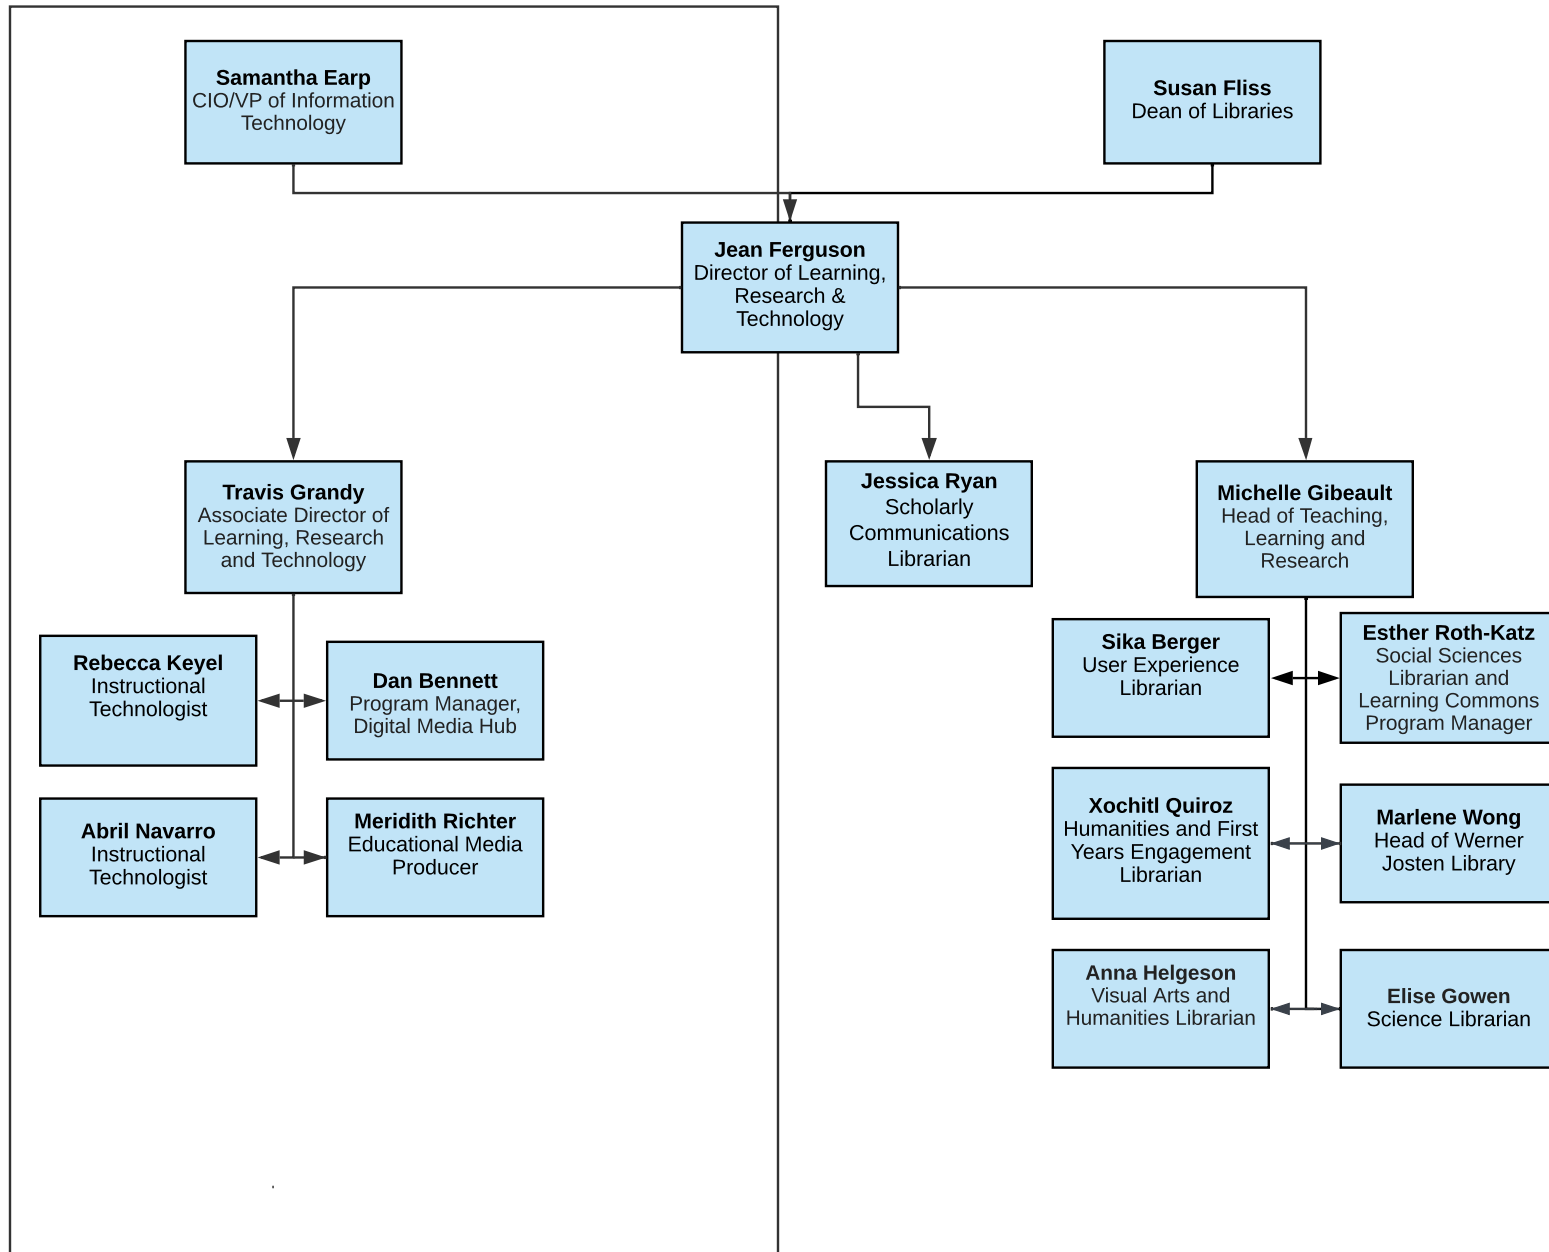 Samantha Earp
CIO/VP of Information
Technology
Susan Fliss
Dean of Libraries
Jean Ferguson
Director of Learning,
Research &
Technology
Travis Grandy
Associate Director of
Learning, Research
and Technology
Jessica Ryan
Scholarly
Communications
Librarian
Michelle Gibeault
Head of Teaching,
Learning and
Research
Rebecca Keyel
Instructional
Technologist
Dan Bennett
Program Manager,
Digital Media Hub
Sika Berger
User Experience
Librarian
Esther Roth-Katz
Social Sciences
Librarian and
Learning Commons
Program Manager
Abril Navarro
Instructional
Technologist
Meridith Richter
Educational Media
Producer
Xochitl Quiroz
Humanities and First
Years Engagement
Librarian
Marlene Wong
Head of Werner
Josten Library
Anna Helgeson
Visual Arts and
Humanities Librarian
Elise Gowen
Science Librarian